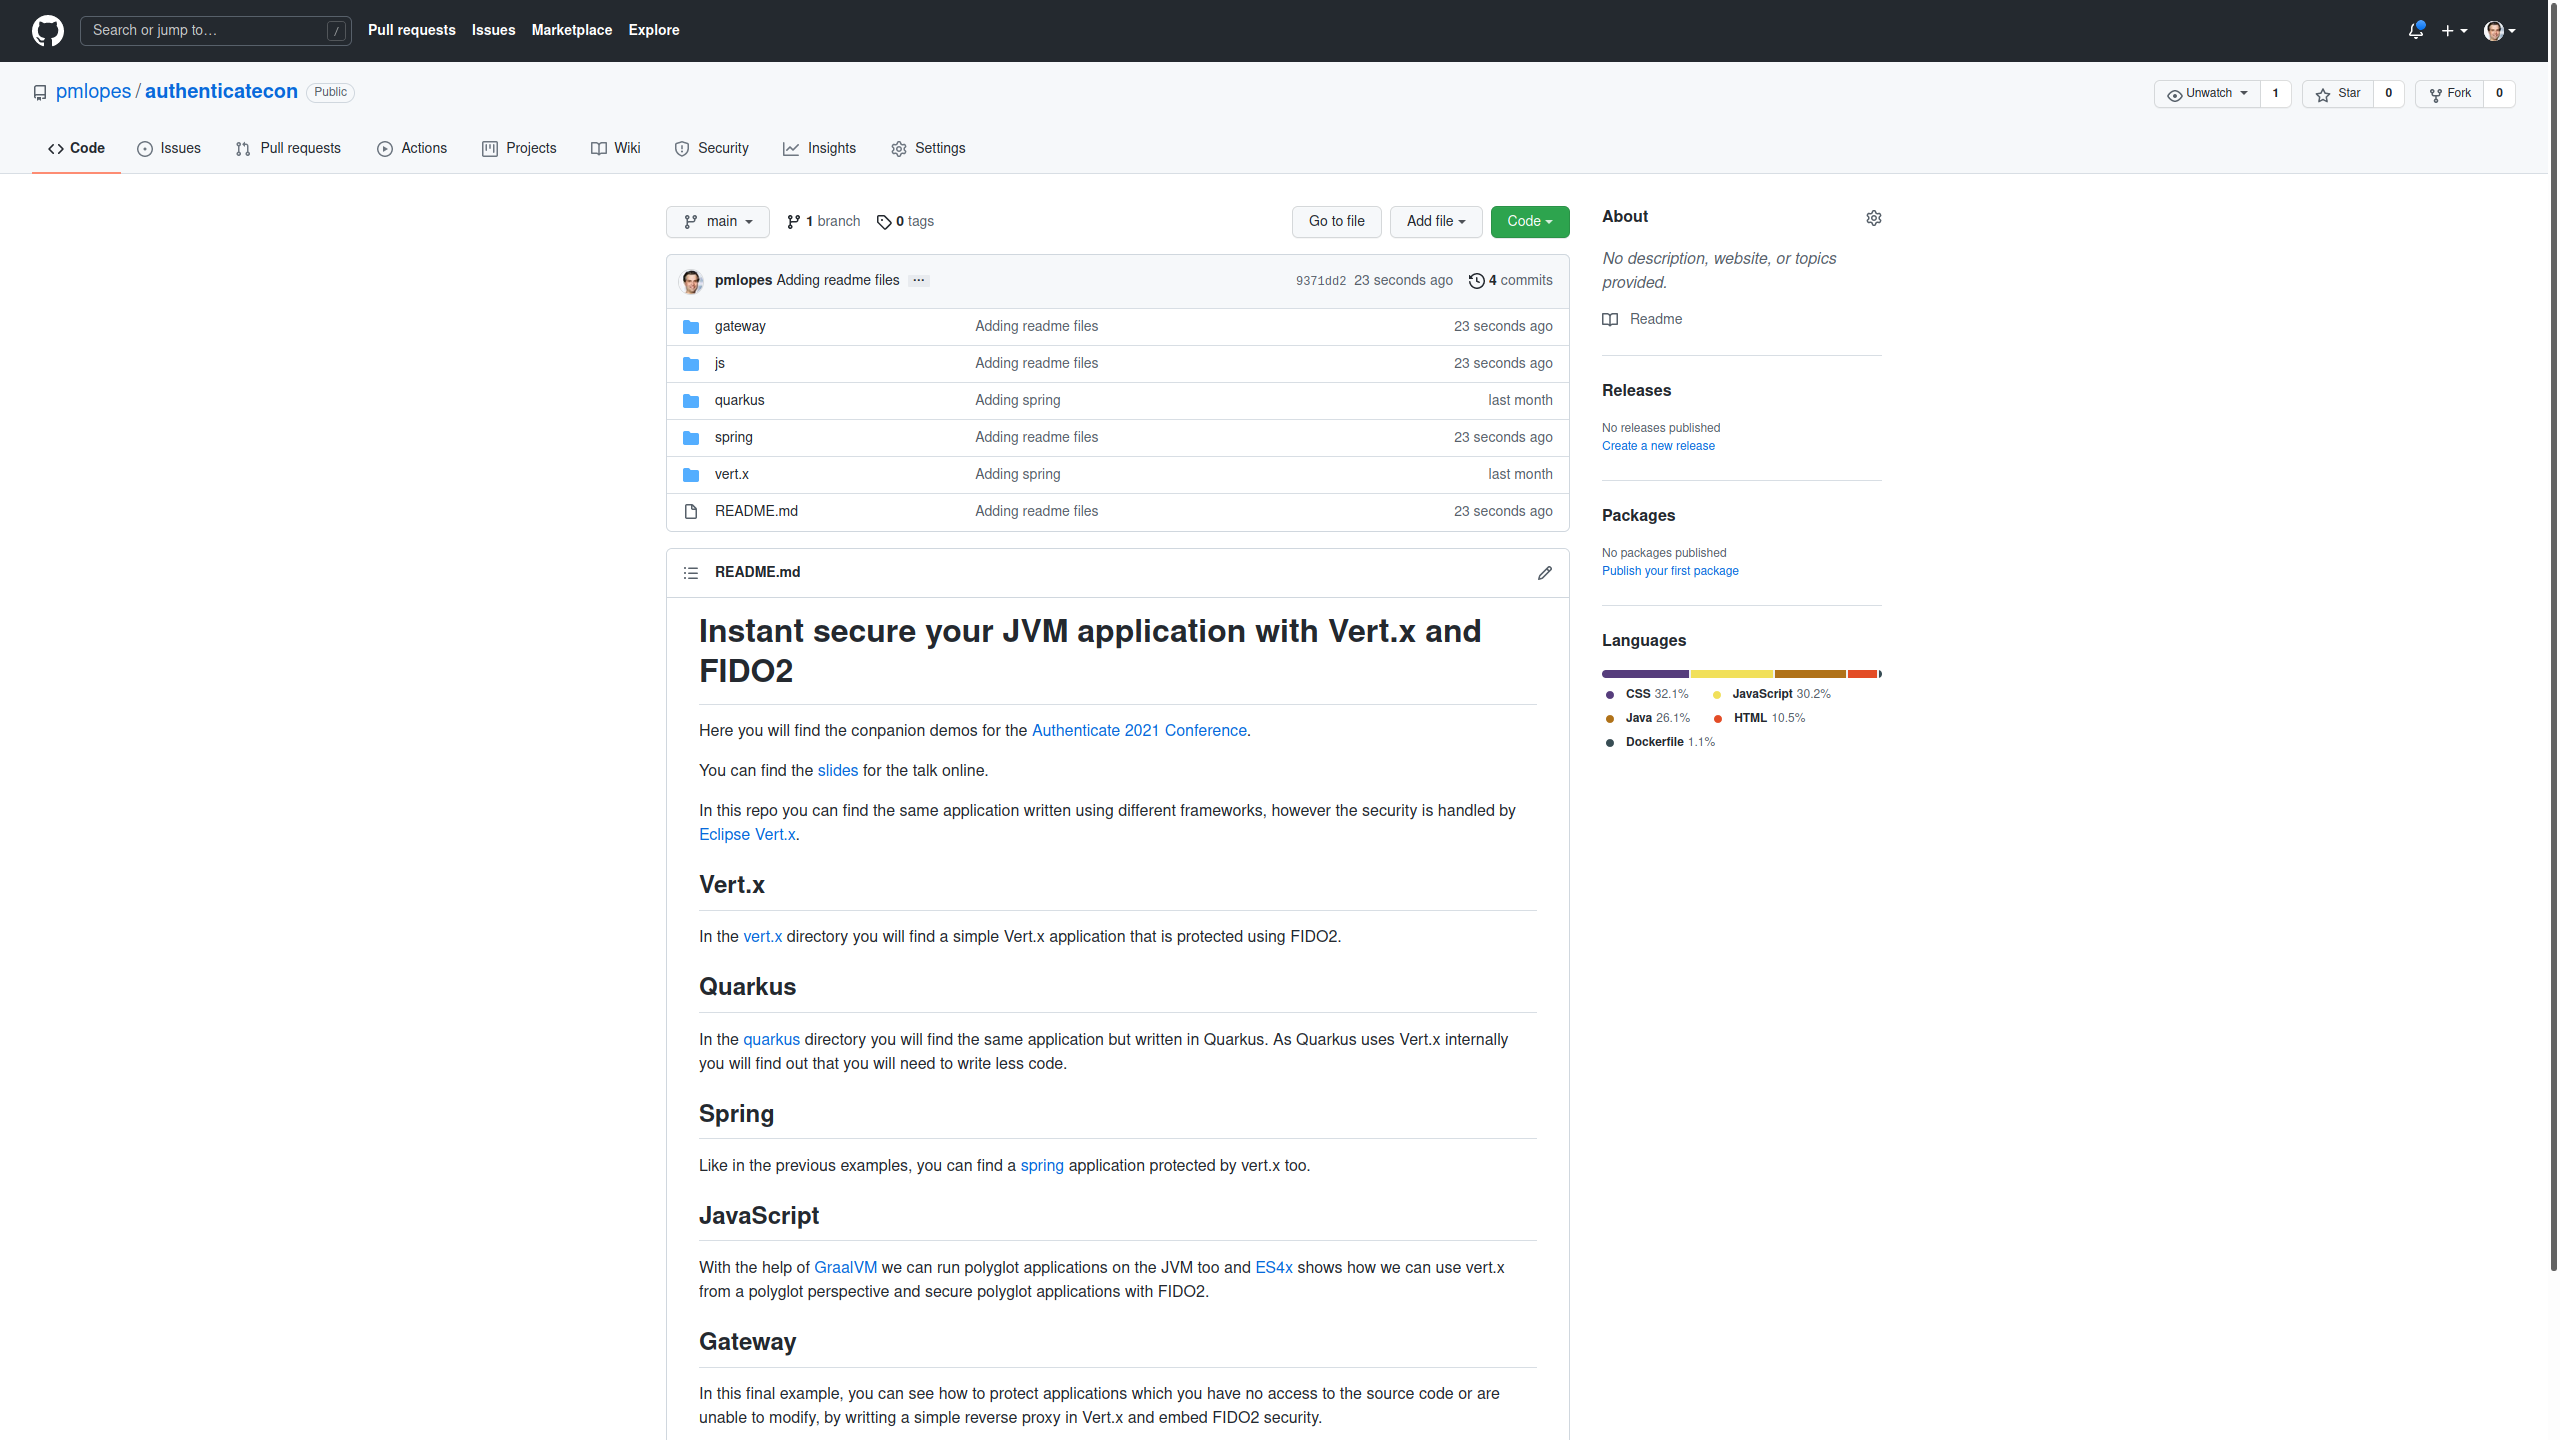 Search or jump to… /
Pull requests Issues Marketplace Explore
pmlopes / authenticatecon Public
Unwatch 1 Star 0 Fork 0
Code Issues Pull requests Actions Projects Wiki Security Insights Settings
main 1 branch 0 tags Go to file Add file Code
pmlopes Adding readme files … 9371dd2 23 seconds ago 4 commits
gateway Adding readme files 23 seconds ago
js Adding readme files 23 seconds ago
quarkus Adding spring last month
spring Adding readme files 23 seconds ago
vert.x Adding spring last month
README.md Adding readme files 23 seconds ago
README.md
Instant secure your JVM application with Vert.x and
FIDO2
Here you will find the conpanion demos for the Authenticate 2021 Conference.
You can find the slides for the talk online.
In this repo you can find the same application written using different frameworks, however the security is handled by
Eclipse Vert.x.
Vert.x
In the vert.x directory you will find a simple Vert.x application that is protected using FIDO2.
Quarkus
In the quarkus directory you will find the same application but written in Quarkus. As Quarkus uses Vert.x internally
you will find out that you will need to write less code.
Spring
Like in the previous examples, you can find a spring application protected by vert.x too.
JavaScript
With the help of GraalVM we can run polyglot applications on the JVM too and ES4x shows how we can use vert.x
from a polyglot perspective and secure polyglot applications with FIDO2.
Gateway
In this final example, you can see how to protect applications which you have no access to the source code or are
unable to modify, by writting a simple reverse proxy in Vert.x and embed FIDO2 security.
About
No description, website, or topics
provided.
Readme
Releases
No releases published
Create a new release
Packages
No packages published
Publish your first package
Languages
CSS 32.1% JavaScript 30.2%
Java 26.1% HTML 10.5%
Dockerfile 1.1%